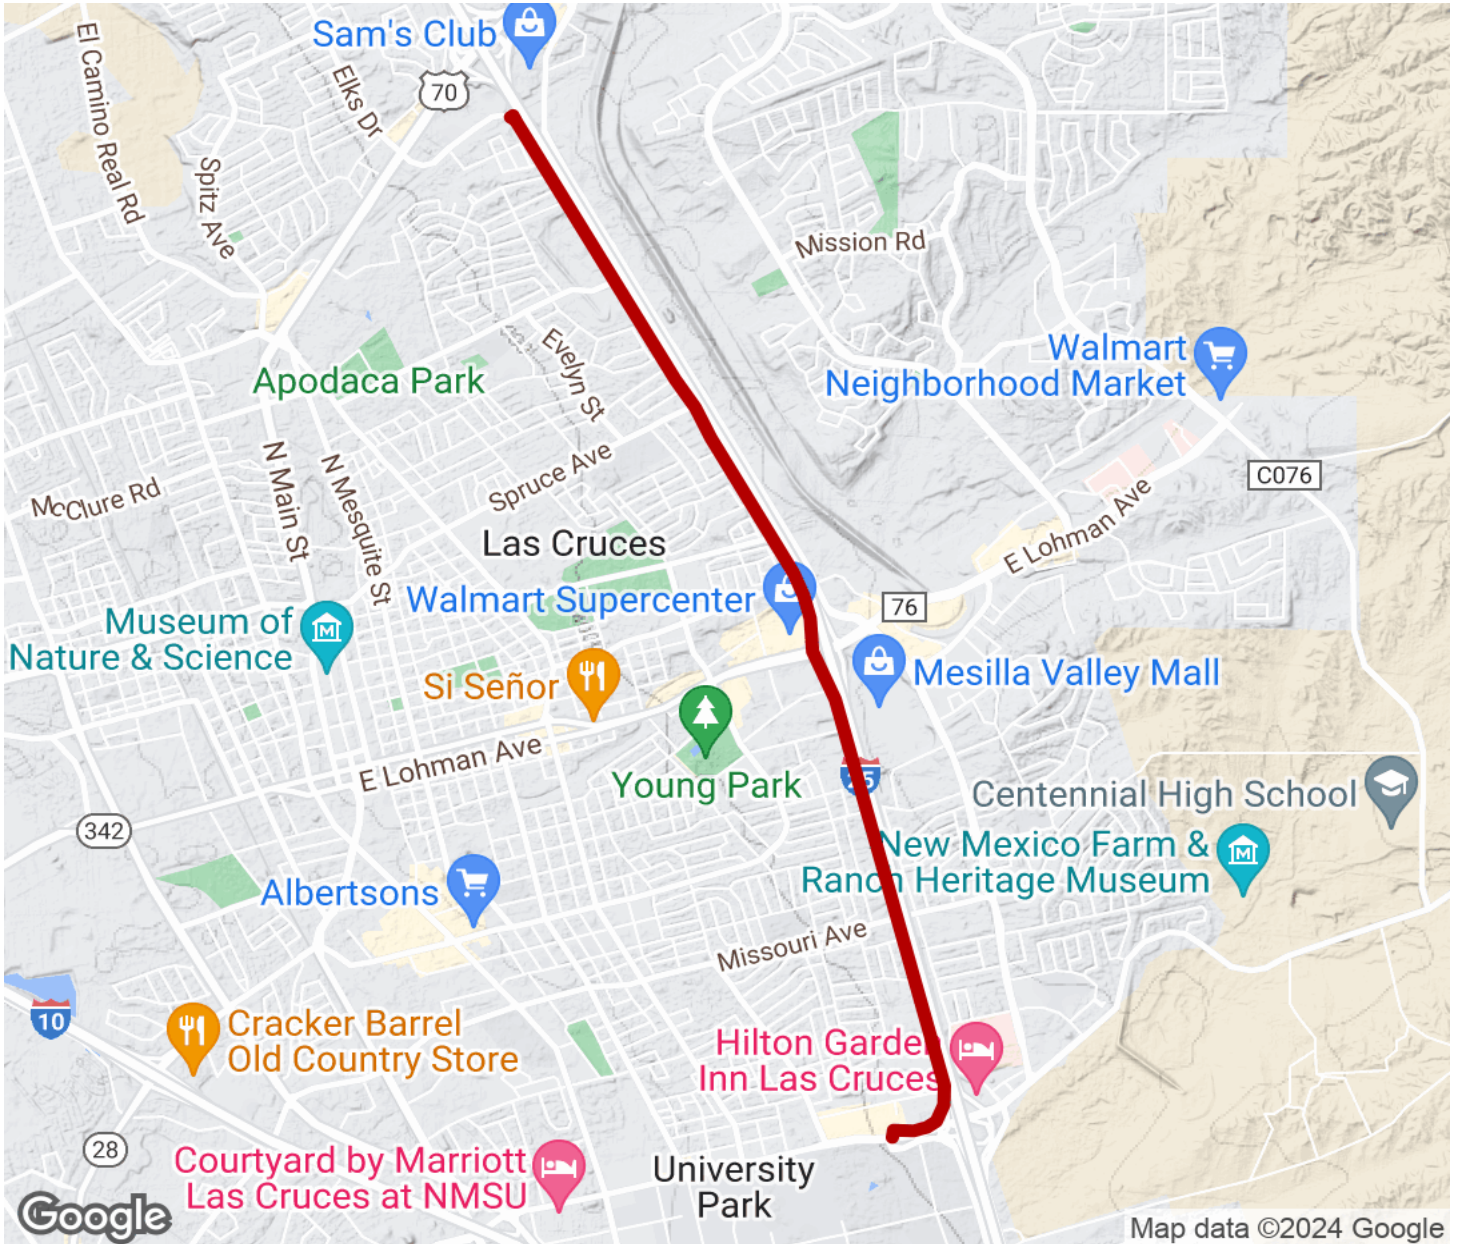 Sam's Club
El Camino Real Rd
Elks Dr
70
Spitz Ave
Mission Rd
Walmart
Neighborhood Market
Evelyn St
Apodaca Park
N Main St
N Mesquite St
Spruce Ave
McClure Rd
C076
E Lohman Ave
Las Cruces
Walmart Supercenter
76
Museum of
Nature & Science
Si Señor
Mesilla Valley Mall
E Lohman Ave
Young Park
25
Centennial High School
342
New Mexico Farm &
Ranch Heritage Museum
Albertsons
Missouri Ave
10
Cracker Barrel
Old Country Store
Hilton Garden
Inn Las Cruces
28
Courtyard by Marriott
Las Cruces at NMSU
University
Park
Google
Map data ©2024 Google